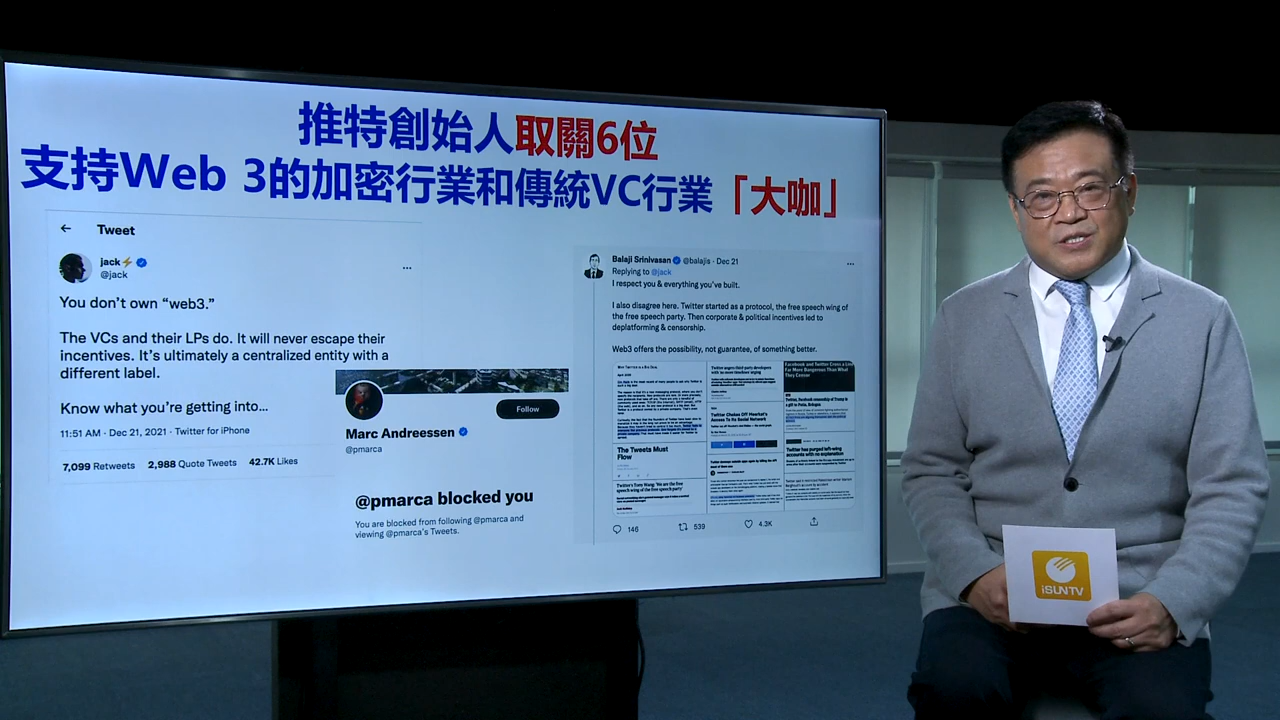 推特創始人取關6位
支持Web 3的加密行業和傳統VC行業「大咖」
Tweet
jack
@jack
You don't own "web3."
The VCs and their LPs do. It will never escape their
incentives. It's ultimately a centralized entity with a
different label.
Know what you're getting into...
11:51 AM · Dec 21, 2021 · Twitter for iPhone
7,099 Retweets 2,988 Quote Tweets 42.7K Likes
Follow
Marc Andreessen
@pmarca
@pmarca blocked you
You are blocked from following @pmarca and
viewing @pmarca's Tweets.
Balaji Srinivasan @balajis · Dec 21
Replying to @jack
I respect you & everything you've built.
I also disagree here. Twitter started as a protocol, the free speech wing of
the free speech party. Then corporate & political incentives led to
deplatforming & censorship.
Web3 offers the possibility, not guarantee, of something better.
The Tweets Must
Flow
146 539 4.3K
iSUNTV